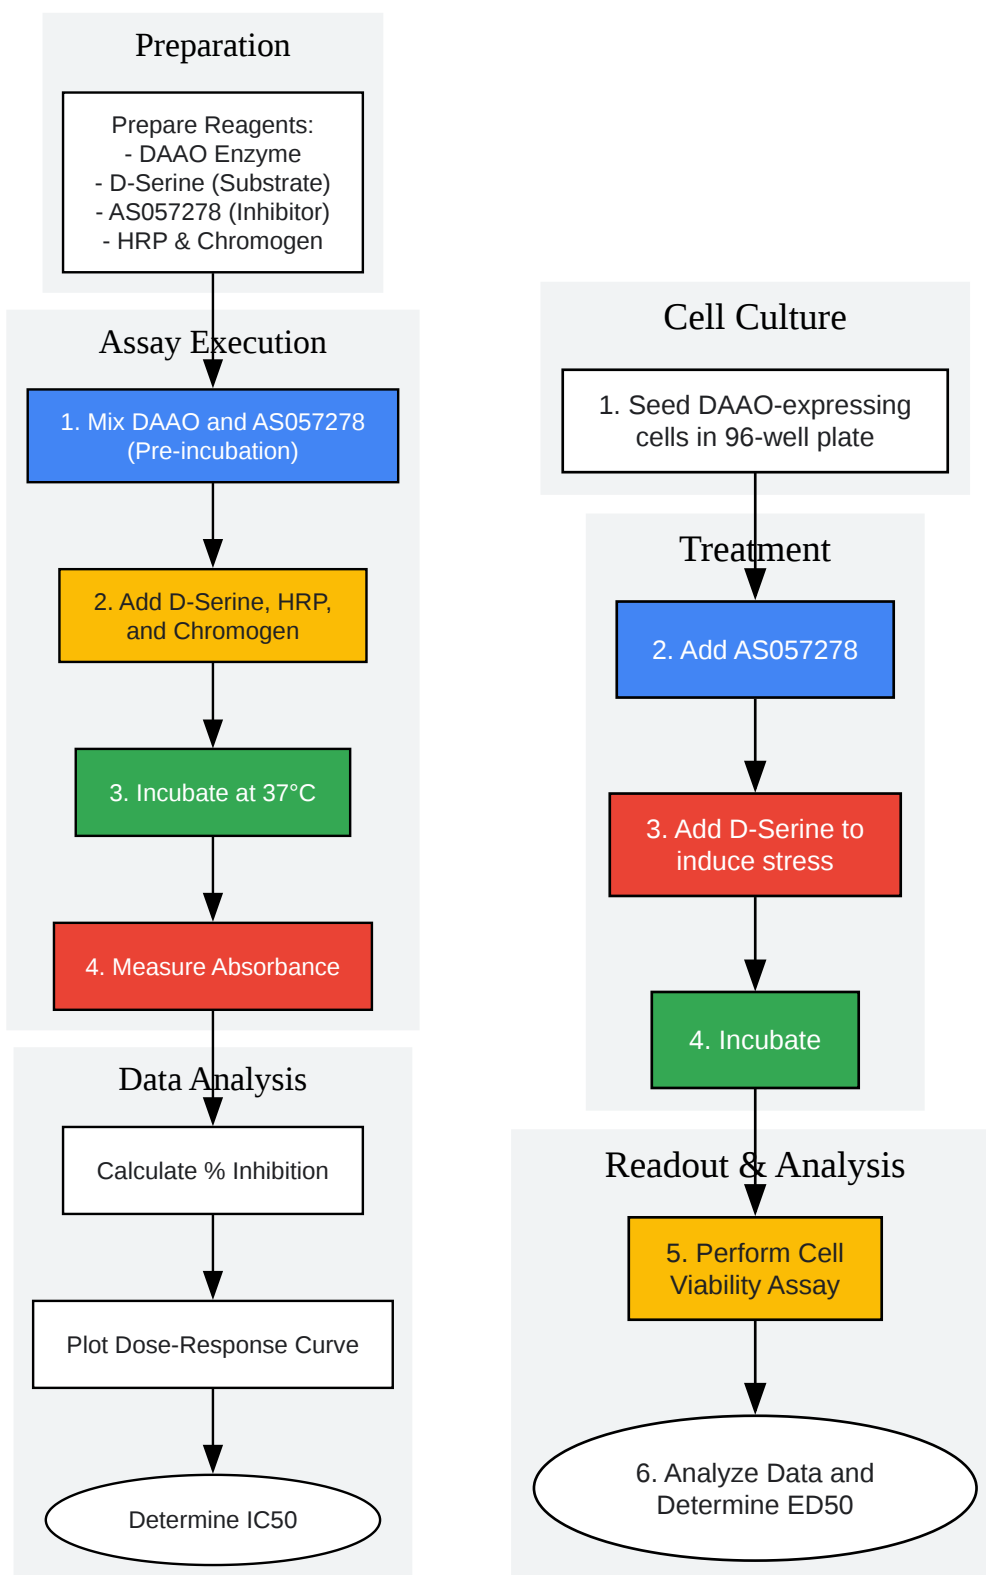 Preparation
Prepare Reagents:
- DAAO Enzyme
- D-Serine (Substrate)
- AS057278 (Inhibitor)
- HRP & Chromogen
Assay Execution
1. Mix DAAO and AS057278
(Pre-incubation)
2. Add D-Serine, HRP,
and Chromogen
3. Incubate at 37°C
4. Measure Absorbance
Data Analysis
Calculate % Inhibition
Plot Dose-Response Curve
Determine IC50
Cell Culture
1. Seed DAAO-expressing
cells in 96-well plate
Treatment
2. Add AS057278
3. Add D-Serine to
induce stress
4. Incubate
Readout & Analysis
5. Perform Cell
Viability Assay
6. Analyze Data and
Determine ED50